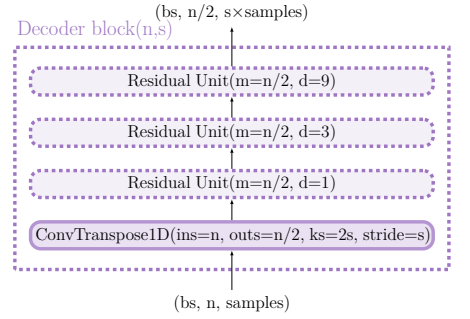 (bs, n/2, s×samples)
Decoder block(n,s)
Residual Unit(m=n/2, d=9)
Residual Unit(m=n/2, d=3)
Residual Unit(m=n/2, d=1)
ConvTranspose1D(ins=n, outs=n/2, ks=2s, stride=s)
(bs, n, samples)